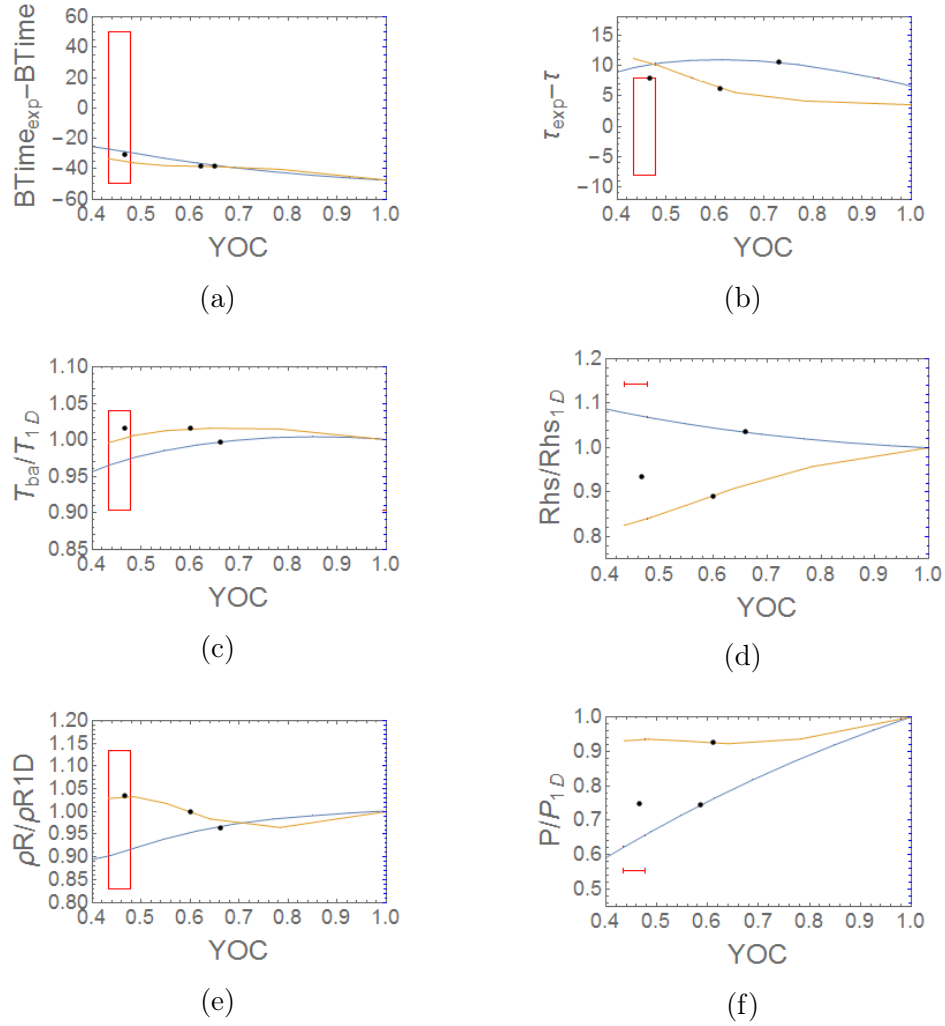 BTime_exp−BTime
60
40
20
0
−20
−40
−60
0.4 0.5 0.6 0.7 0.8 0.9 1.0
YOC
(a)
τ_exp−τ
15
10
5
0
−5
−10
0.4 0.5 0.6 0.7 0.8 0.9 1.0
YOC
(b)
T_ba/T_1D
1.10
1.05
1.00
0.95
0.90
0.85
0.4 0.5 0.6 0.7 0.8 0.9 1.0
YOC
(c)
Rhs/Rhs_1D
1.2
1.1
1.0
0.9
0.8
0.4 0.5 0.6 0.7 0.8 0.9 1.0
YOC
(d)
ρR/ρR1D
1.20
1.15
1.10
1.05
1.00
0.95
0.90
0.85
0.80
0.4 0.5 0.6 0.7 0.8 0.9 1.0
YOC
(e)
P/P_1D
1.0
0.9
0.8
0.7
0.6
0.5
0.4 0.5 0.6 0.7 0.8 0.9 1.0
YOC
(f)